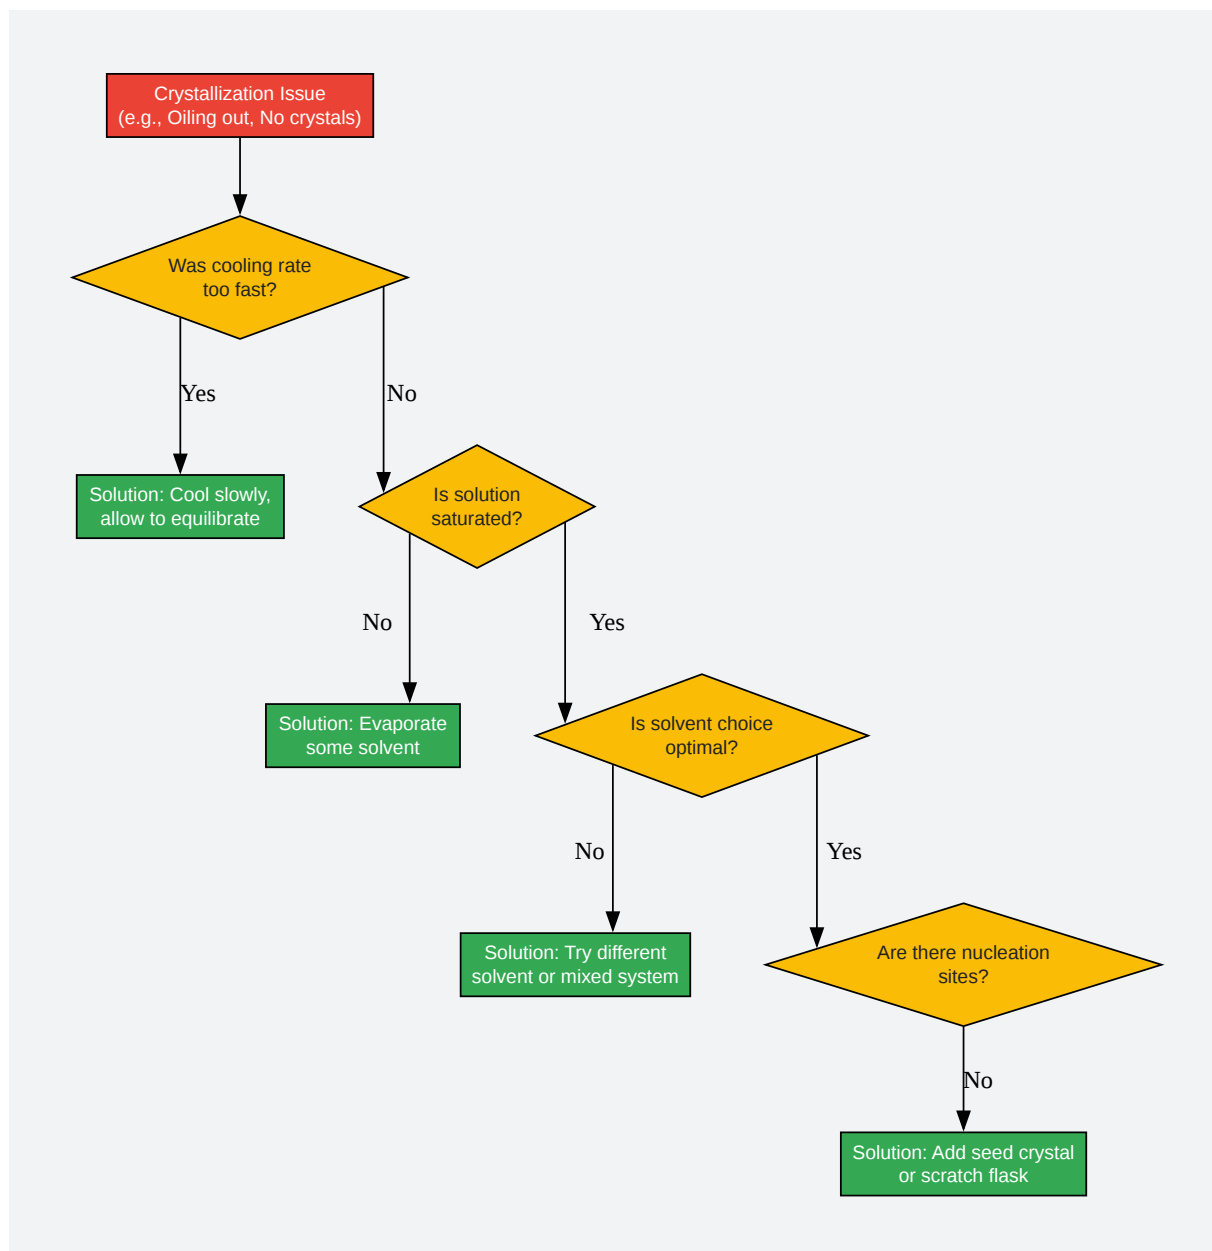 Crystallization Issue
(e.g., Oiling out, No crystals)
Was cooling rate
too fast?
Yes
No
Solution: Cool slowly,
allow to equilibrate
Is solution
saturated?
No
Yes
Solution: Evaporate
some solvent
Is solvent choice
optimal?
No
Yes
Solution: Try different
solvent or mixed system
Are there nucleation
sites?
No
Solution: Add seed crystal
or scratch flask